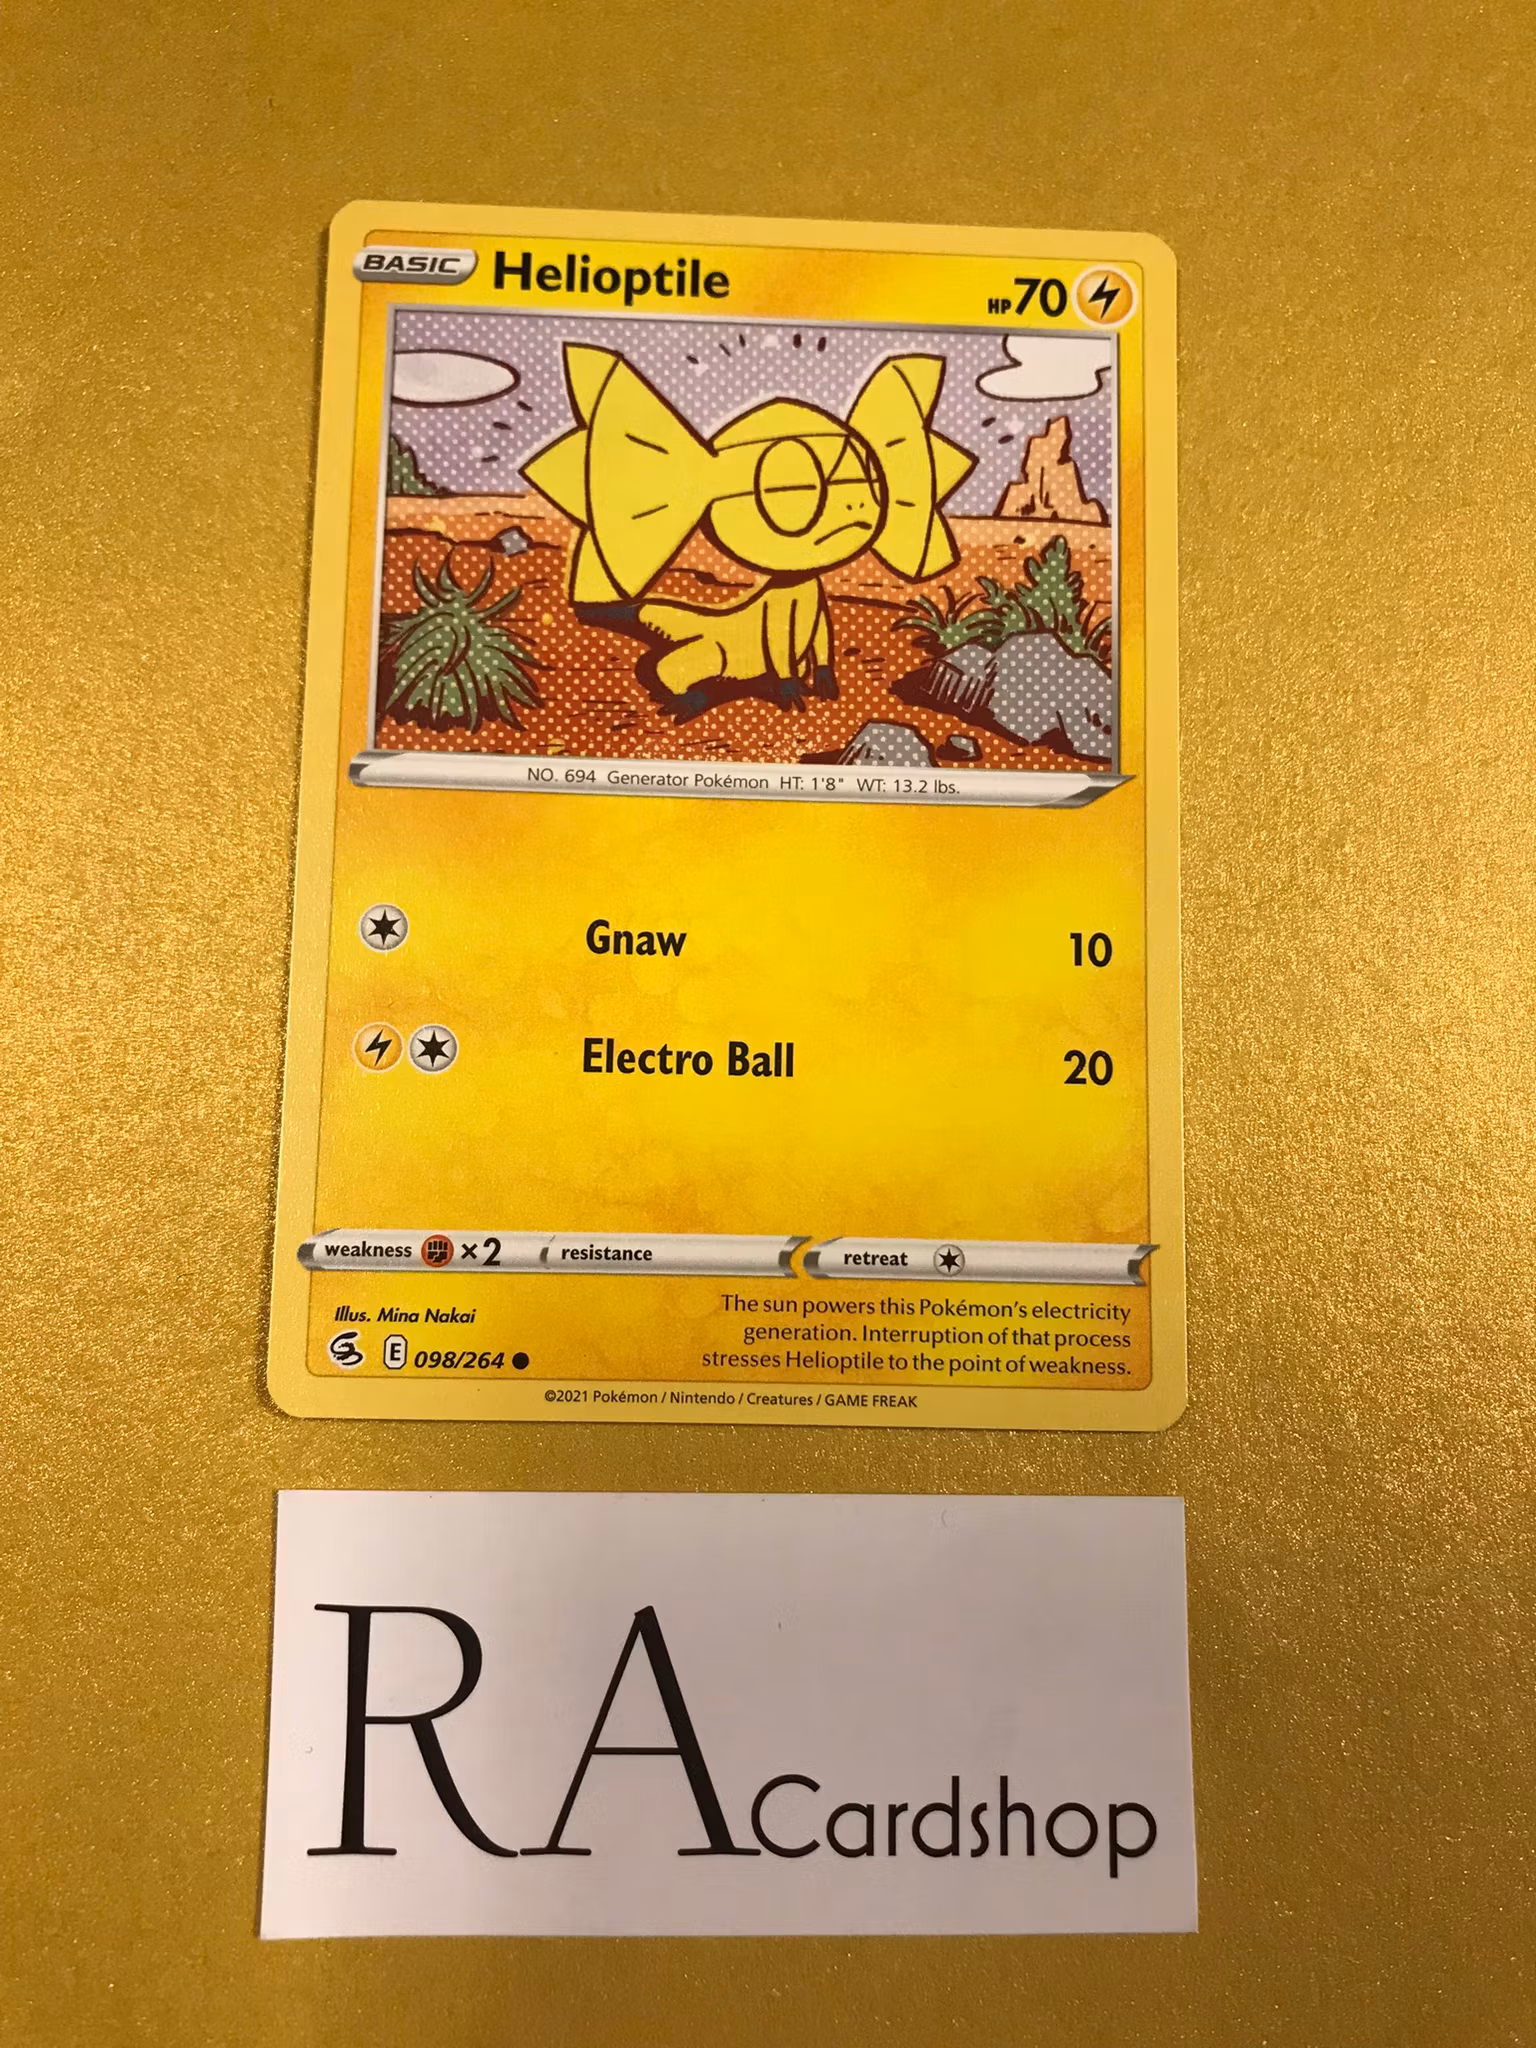 BASIC Helioptile HP 70
NO. 694 Generator Pokémon HT: 1'8" WT: 13.2 lbs.
Gnaw 10
Electro Ball 20
weakness ×2 resistance retreat
Illus. Mina Nakai
E 098/264
The sun powers this Pokémon's electricity
generation. Interruption of that process
stresses Helioptile to the point of weakness.
©2021 Pokémon / Nintendo / Creatures / GAME FREAK
RA Cardshop